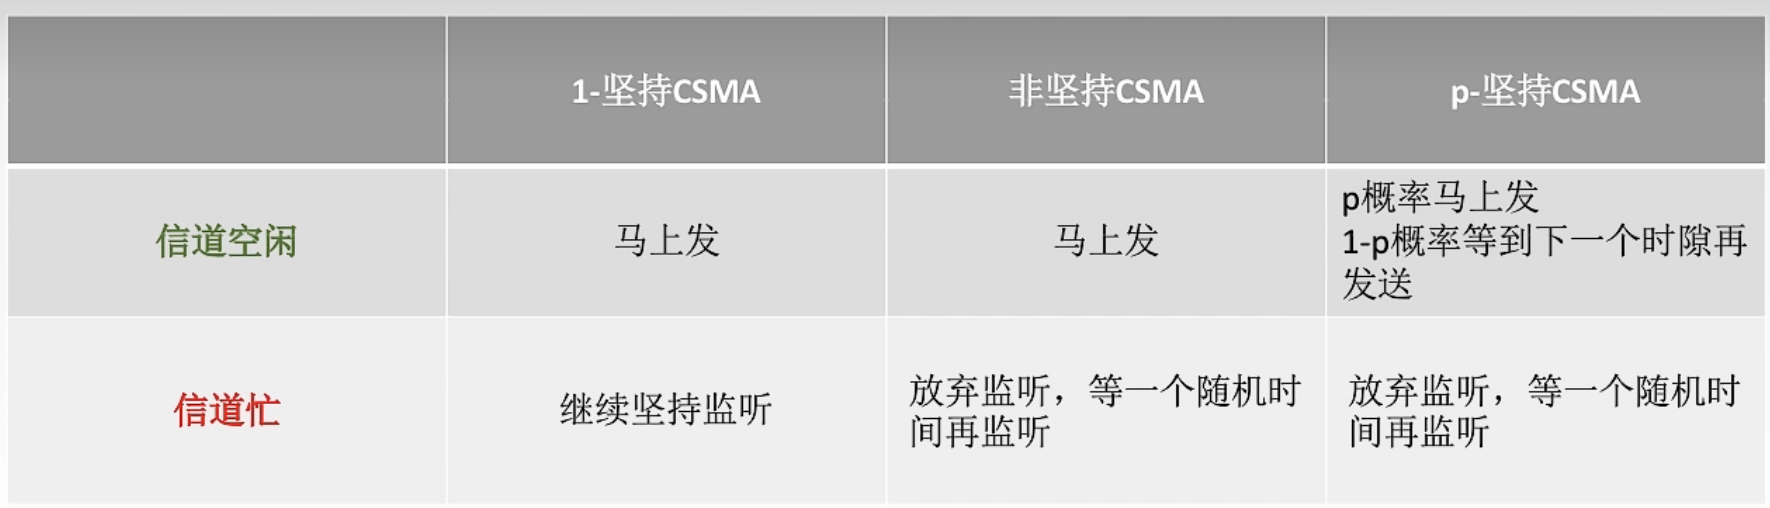 1-坚持CSMA
非坚持CSMA
p-坚持CSMA
信道空闲
马上发
马上发
p概率马上发
1-p概率等到下一个时隙再
发送
信道忙
继续坚持监听
放弃监听，等一个随机时
间再监听
放弃监听，等一个随机时
间再监听